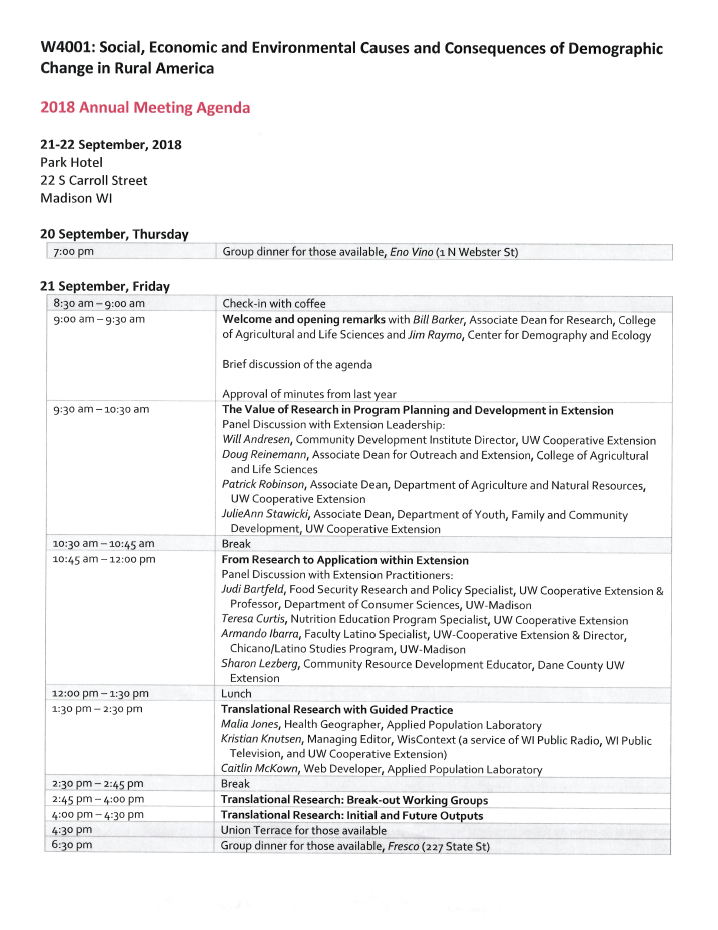 W4001: Social, Economic and Environmental Causes and Consequences of Demographic
Change in Rural America
2018 Annual Meeting Agenda
21-22 September, 2018
Park Hotel
22 S Carroll Street
Madison WI
20 September, Thursday
7:00 pm Group dinner for those available, Eno Vino (1 N Webster St)
21 September, Friday
8:30 am – 9:00 am Check-in with coffee
9:00 am – 9:30 am Welcome and opening remarks with Bill Barker, Associate Dean for Research, College
of Agricultural and Life Sciences and Jim Raymo, Center for Demography and Ecology
Brief discussion of the agenda
Approval of minutes from last year
9:30 am – 10:30 am The Value of Research in Program Planning and Development in Extension
Panel Discussion with Extension Leadership:
Will Andresen, Community Development Institute Director, UW Cooperative Extension
Doug Reinemann, Associate Dean for Outreach and Extension, College of Agricultural
and Life Sciences
Patrick Robinson, Associate Dean, Department of Agriculture and Natural Resources,
UW Cooperative Extension
JulieAnn Stawicki, Associate Dean, Department of Youth, Family and Community
Development, UW Cooperative Extension
10:30 am – 10:45 am Break
10:45 am – 12:00 pm From Research to Application within Extension
Panel Discussion with Extension Practitioners:
Judi Bartfeld, Food Security Research and Policy Specialist, UW Cooperative Extension &
Professor, Department of Consumer Sciences, UW-Madison
Teresa Curtis, Nutrition Education Program Specialist, UW Cooperative Extension
Armando Ibarra, Faculty Latino Specialist, UW-Cooperative Extension & Director,
Chicano/Latino Studies Program, UW-Madison
Sharon Lezberg, Community Resource Development Educator, Dane County UW
Extension
12:00 pm – 1:30 pm Lunch
1:30 pm – 2:30 pm Translational Research with Guided Practice
Malia Jones, Health Geographer, Applied Population Laboratory
Kristian Knutsen, Managing Editor, WisContext (a service of WI Public Radio, WI Public
Television, and UW Cooperative Extension)
Caitlin McKown, Web Developer, Applied Population Laboratory
2:30 pm – 2:45 pm Break
2:45 pm – 4:00 pm Translational Research: Break-out Working Groups
4:00 pm – 4:30 pm Translational Research: Initial and Future Outputs
4:30 pm Union Terrace for those available
6:30 pm Group dinner for those available, Fresco (227 State St)